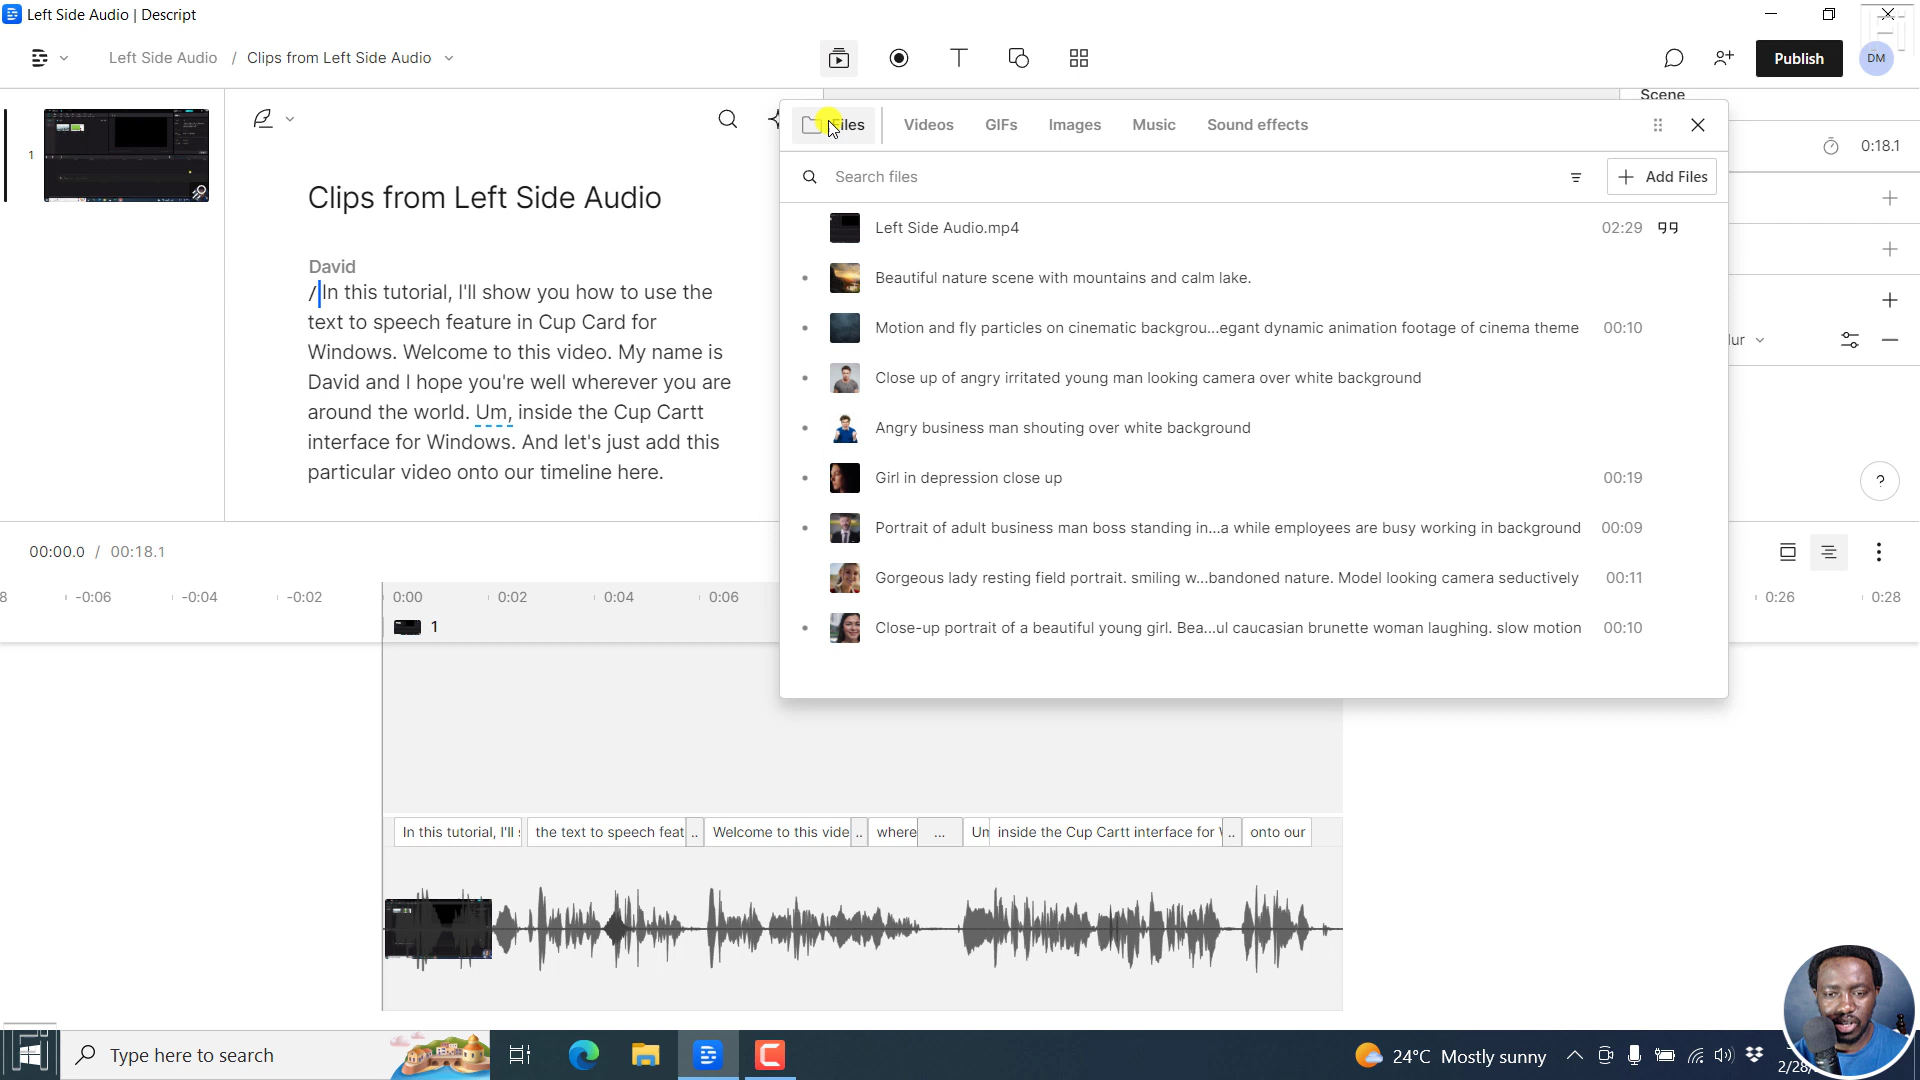 Left Side Audio | Descript
Left Side Audio / Clips from Left Side Audio
Publish
DM
1
Clips from Left Side Audio
David
/In this tutorial, I'll show you how to use the
text to speech feature in Cup Card for
Windows. Welcome to this video. My name is
David and I hope you're well wherever you are
around the world. Um, inside the Cup Cartt
interface for Windows. And let's just add this
particular video onto our timeline here.
Files Videos GIFs Images Music Sound effects
Search files
Add Files
Left Side Audio.mp4 02:29
Beautiful nature scene with mountains and calm lake.
Motion and fly particles on cinematic backgrou...egant dynamic animation footage of cinema theme 00:10
Close up of angry irritated young man looking camera over white background
Angry business man shouting over white background
Girl in depression close up 00:19
Portrait of adult business man boss standing in...a while employees are busy working in background 00:09
Gorgeous lady resting field portrait. smiling w...bandoned nature. Model looking camera seductively 00:11
Close-up portrait of a beautiful young girl. Bea...ul caucasian brunette woman laughing. slow motion 00:10
Scene
0:18.1
?
00:00.0 / 00:18.1
8 -0:06 -0:04 -0:02 0:00 0:02 0:04 0:06 0:26 0:28
1
In this tutorial, I'll the text to speech feat .. Welcome to this vide .. where ... Um inside the Cup Cartt interface for .. onto our
Type here to search
24°C Mostly sunny
2/28/